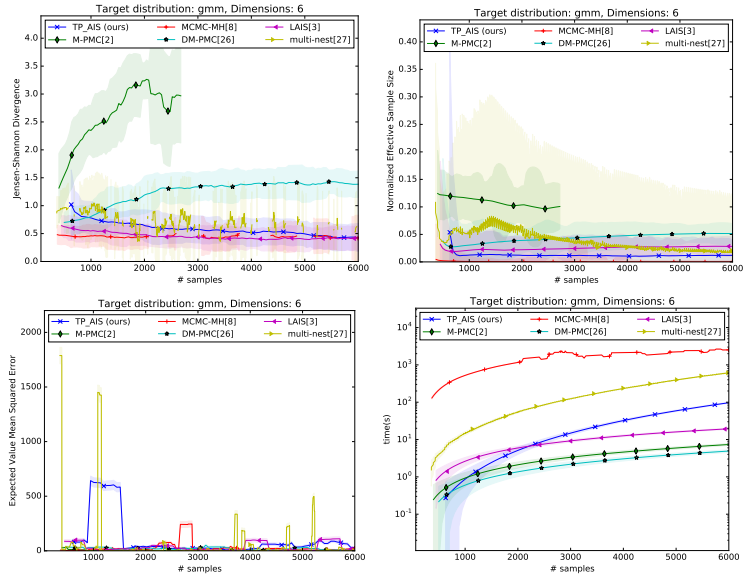 Target distribution: gmm, Dimensions: 6
TP_AIS (ours) MCMC-MH[8] LAIS[3]
M-PMC[2] DM-PMC[26] multi-nest[27]
Jensen-Shannon Divergence
4.0
3.5
3.0
2.5
2.0
1.5
1.0
0.5
0.0
1000 2000 3000 4000 5000 6000
# samples
Target distribution: gmm, Dimensions: 6
TP_AIS (ours) MCMC-MH[8] LAIS[3]
M-PMC[2] DM-PMC[26] multi-nest[27]
Normalized Effective Sample Size
0.40
0.35
0.30
0.25
0.20
0.15
0.10
0.05
0.00
1000 2000 3000 4000 5000 6000
# samples
Target distribution: gmm, Dimensions: 6
TP_AIS (ours) MCMC-MH[8] LAIS[3]
M-PMC[2] DM-PMC[26] multi-nest[27]
Expected Value Mean Squared Error
2000
1500
1000
500
0
1000 2000 3000 4000 5000 6000
# samples
Target distribution: gmm, Dimensions: 6
TP_AIS (ours) MCMC-MH[8] LAIS[3]
M-PMC[2] DM-PMC[26] multi-nest[27]
time(s)
10^4
10^3
10^2
10^1
10^0
10^-1
1000 2000 3000 4000 5000 6000
# samples